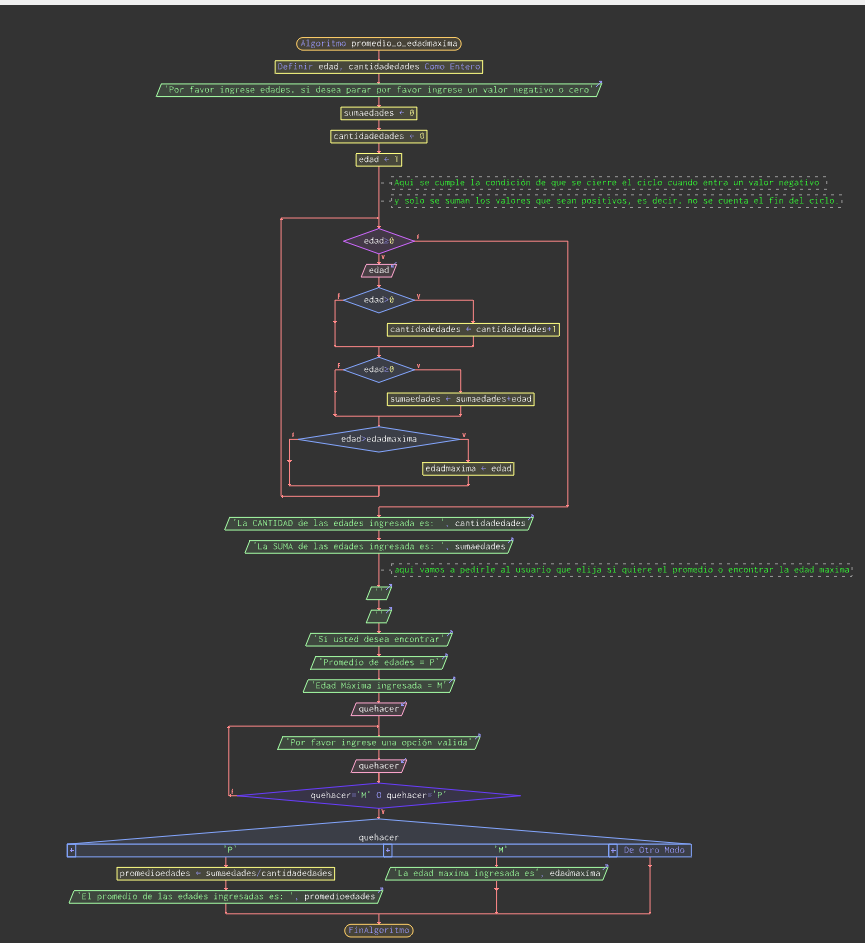 Algoritmo promedio_o_edadmaxima
Definir edad, cantidadedades Como Entero
'Por favor ingrese edades, si desea parar por favor ingrese un valor negativo o cero'
sumaedades ← 0
cantidadedades ← 0
edad ← 1
Aqui se cumple la condición de que se cierre el ciclo cuando entra un valor negativo
y solo se suman los valores que sean positivos, es decir, no se cuenta el fin del ciclo.
edad>0
F
V
edad
edad>0
F
V
cantidadedades ← cantidadedades+1
edad>0
F
V
sumaedades ← sumaedades+edad
edad>edadmaxima
F
V
edadmaxima ← edad
'La CANTIDAD de las edades ingresada es: ', cantidadedades
'La SUMA de las edades ingresada es: ', sumaedades
aqui vamos a pedirle al usuario que elija si quiere el promedio o encontrar la edad maxima
''
''
'Si usted desea encontrar'
'Promedio de edades = P'
'Edad Máxima ingresada = M'
quehacer
'Por favor ingrese una opción valida'
quehacer
quehacer='M' O quehacer='P'
F
V
quehacer
+ 'P' + 'M' + De Otro Modo
promedioedades ← sumaedades/cantidadedades
'La edad maxima ingresada es', edadmaxima
'El promedio de las edades ingresadas es: ', promedioedades
FinAlgoritmo